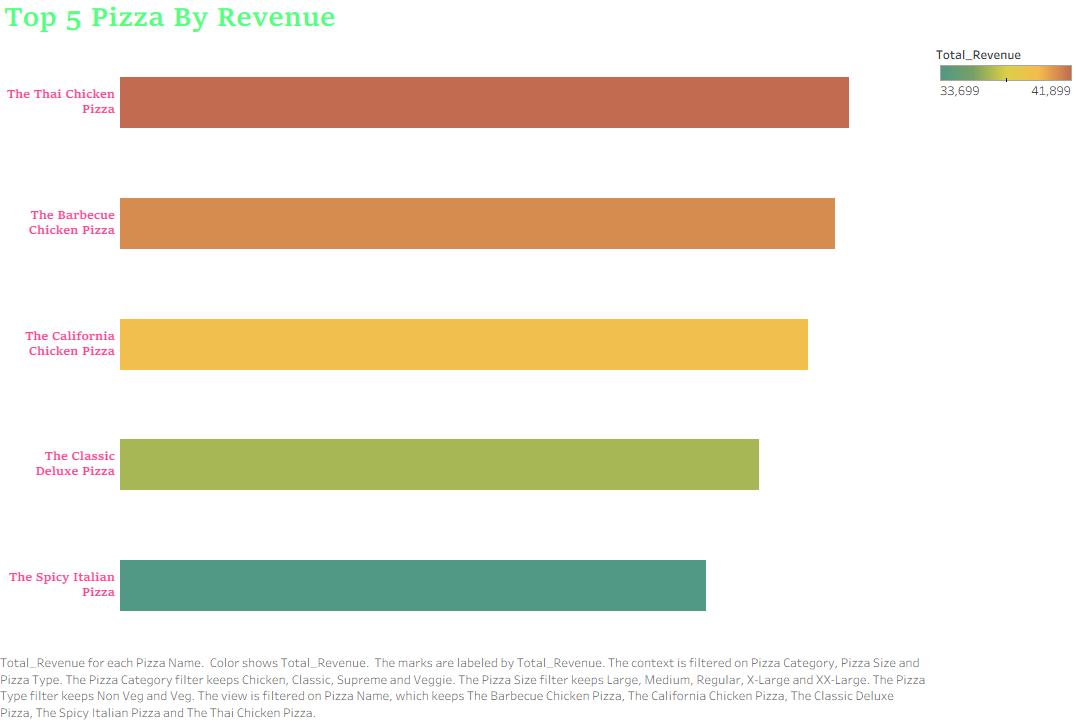 Top 5 Pizza By Revenue
Total_Revenue
33,699 41,899
The Thai Chicken
Pizza
The Barbecue
Chicken Pizza
The California
Chicken Pizza
The Classic
Deluxe Pizza
The Spicy Italian
Pizza
Total_Revenue for each Pizza Name.  Color shows Total_Revenue.  The marks are labeled by Total_Revenue. The context is filtered on Pizza Category, Pizza Size and
Pizza Type. The Pizza Category filter keeps Chicken, Classic, Supreme and Veggie. The Pizza Size filter keeps Large, Medium, Regular, X-Large and XX-Large. The Pizza
Type filter keeps Non Veg and Veg. The view is filtered on Pizza Name, which keeps The Barbecue Chicken Pizza, The California Chicken Pizza, The Classic Deluxe
Pizza, The Spicy Italian Pizza and The Thai Chicken Pizza.